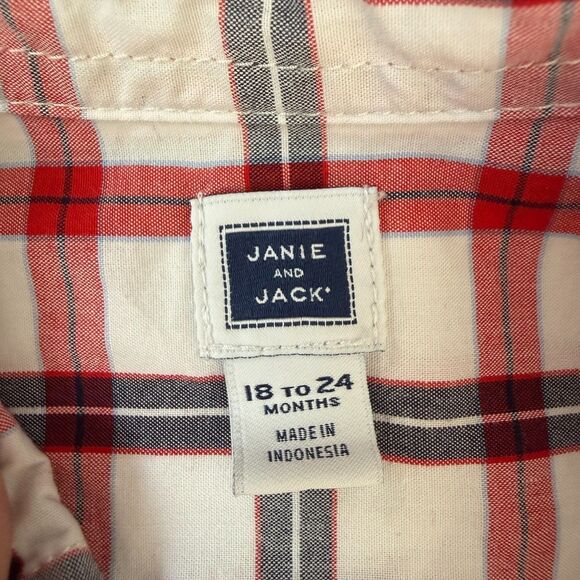 JANIE
AND
JACK
18 TO 24
MONTHS
MADE IN
INDONESIA